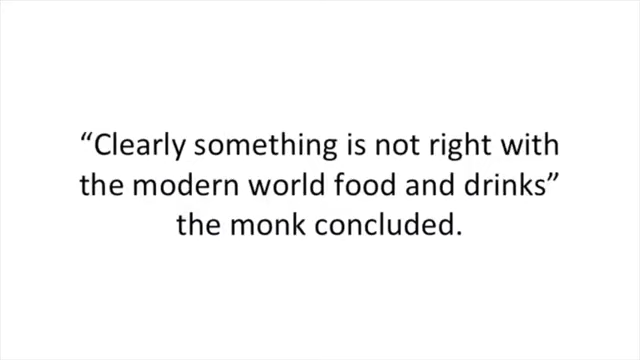 “Clearly something is not right with
the modern world food and drinks”
the monk concluded.